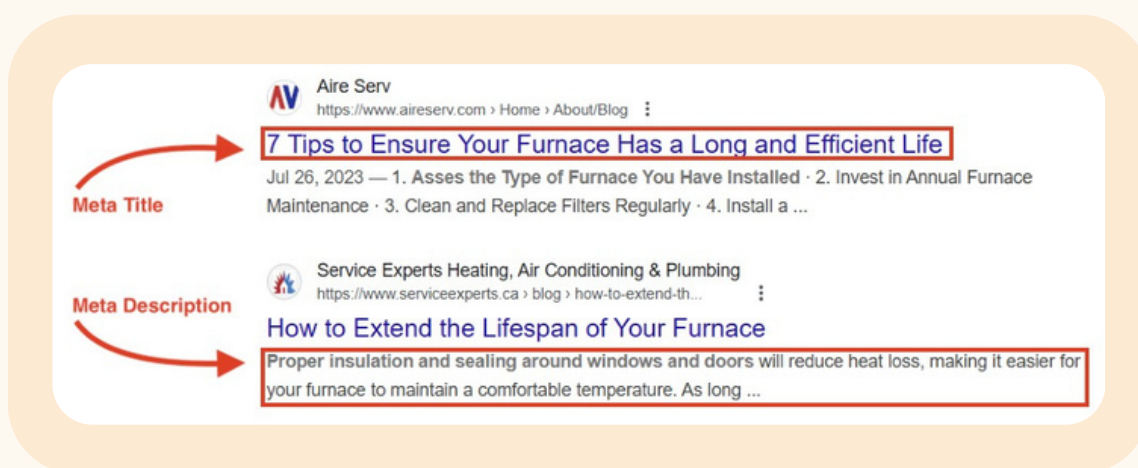 Aire Serv
https://www.aireserv.com › Home › About/Blog
7 Tips to Ensure Your Furnace Has a Long and Efficient Life
Jul 26, 2023 — 1. Asses the Type of Furnace You Have Installed · 2. Invest in Annual Furnace
Meta Title
Maintenance · 3. Clean and Replace Filters Regularly · 4. Install a ...
Service Experts Heating, Air Conditioning & Plumbing
https://www.serviceexperts.ca › blog › how-to-extend-th...
Meta Description
How to Extend the Lifespan of Your Furnace
Proper insulation and sealing around windows and doors will reduce heat loss, making it easier for
your furnace to maintain a comfortable temperature. As long ...